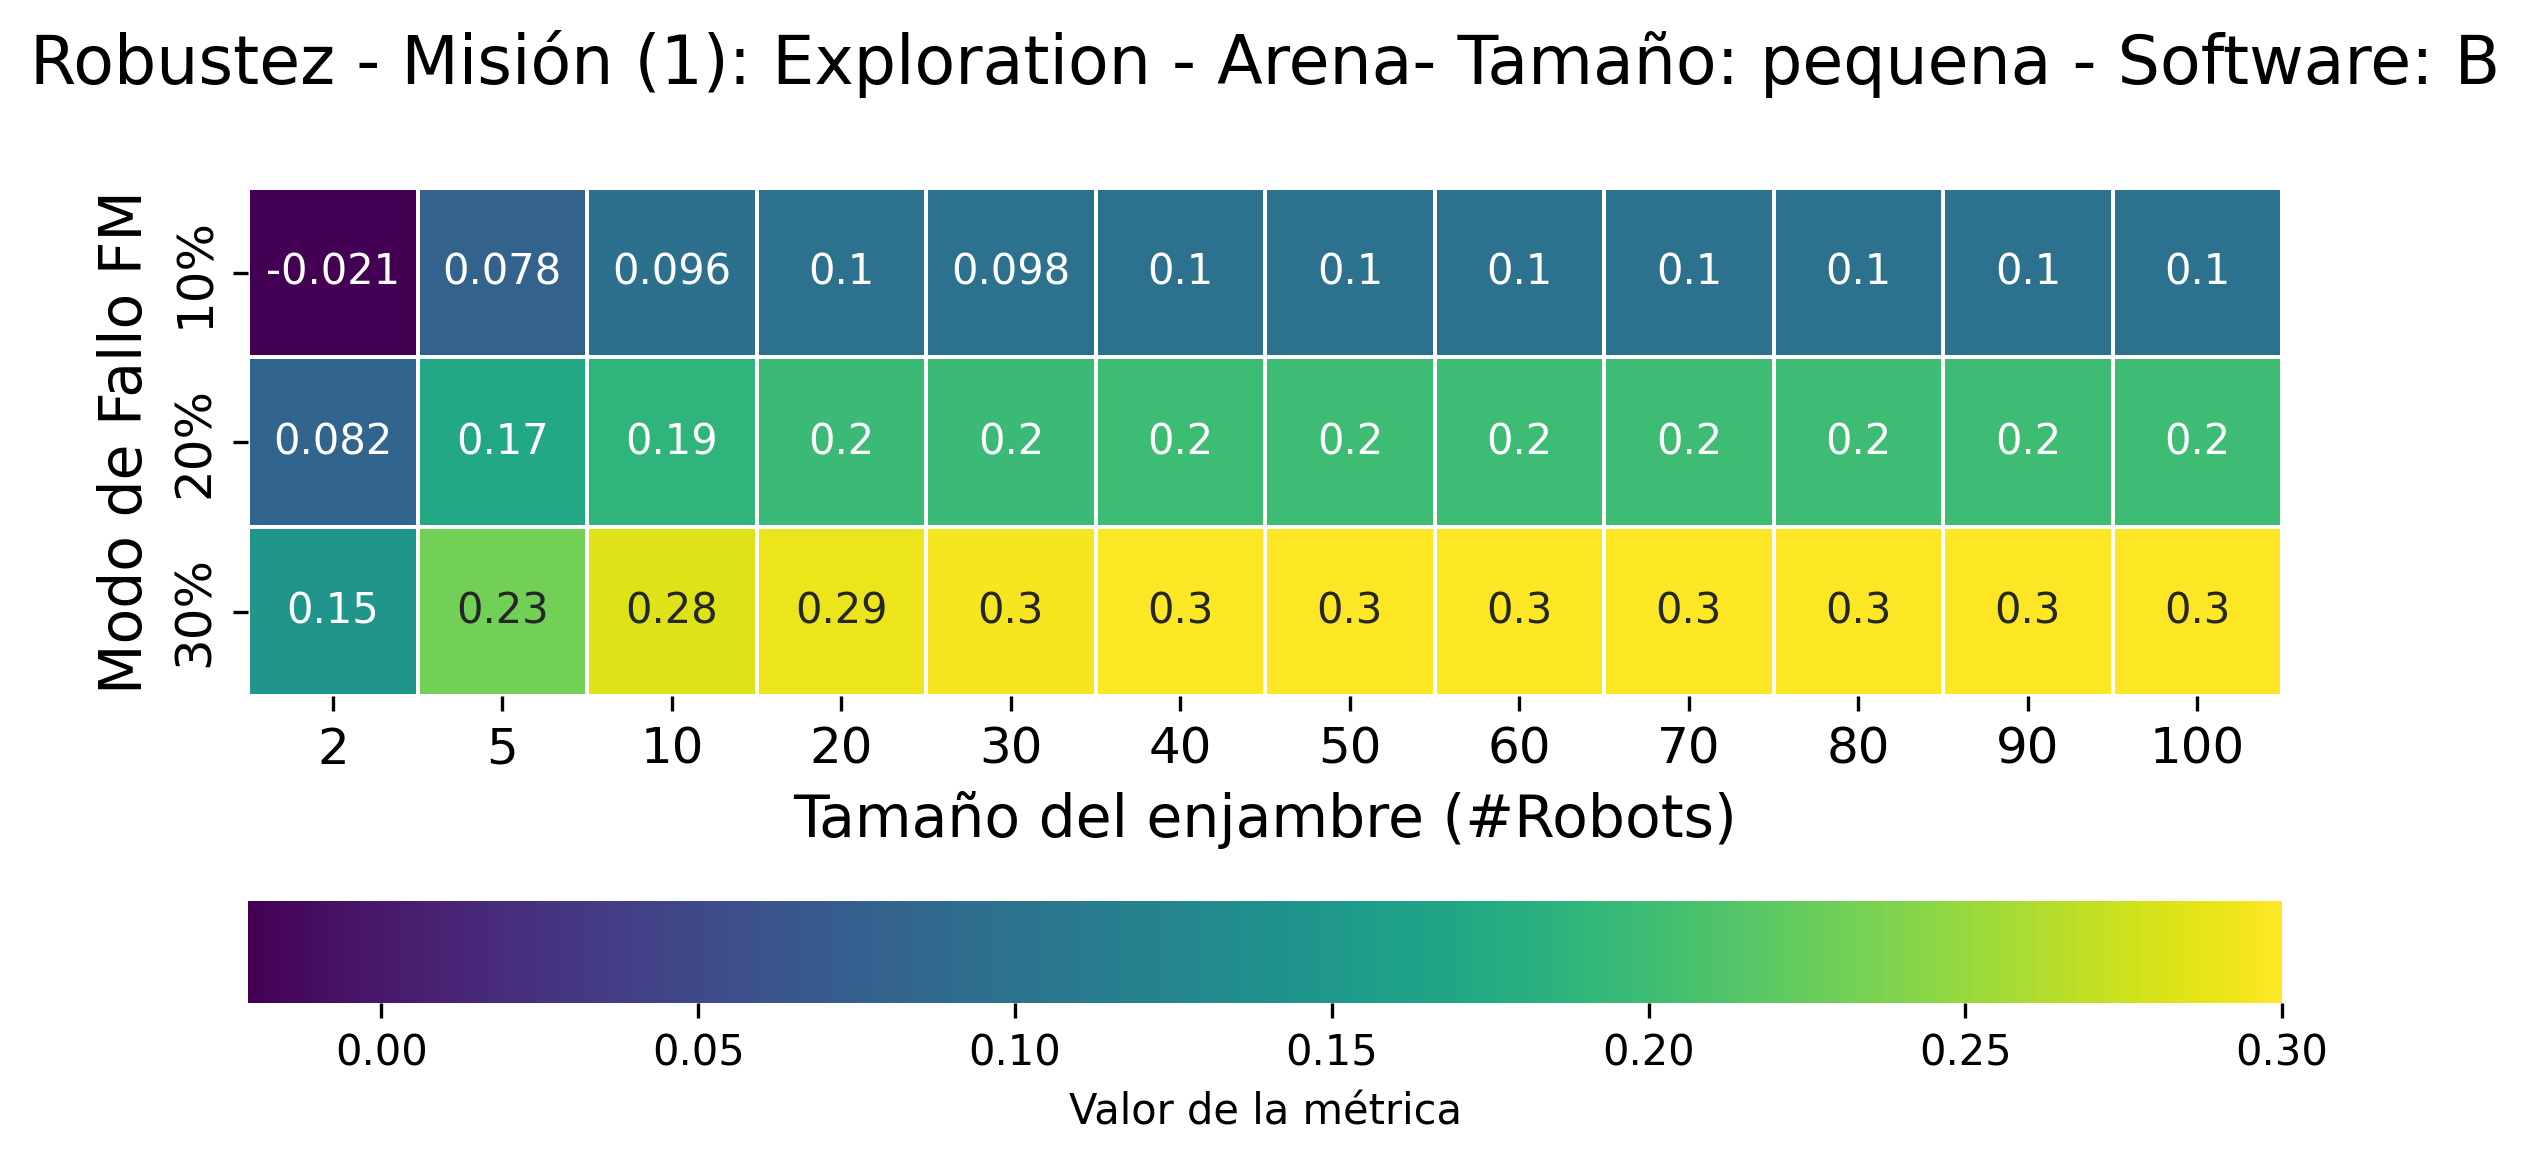 Robustez - Misión (1): Exploration - Arena- Tamaño: pequena - Software: B
Modo de Fallo FM
10% -0.021 0.078 0.096 0.1 0.098 0.1 0.1 0.1 0.1 0.1 0.1 0.1
20% 0.082 0.17 0.19 0.2 0.2 0.2 0.2 0.2 0.2 0.2 0.2 0.2
30% 0.15 0.23 0.28 0.29 0.3 0.3 0.3 0.3 0.3 0.3 0.3 0.3
2 5 10 20 30 40 50 60 70 80 90 100
Tamaño del enjambre (#Robots)
0.00 0.05 0.10 0.15 0.20 0.25 0.30
Valor de la métrica